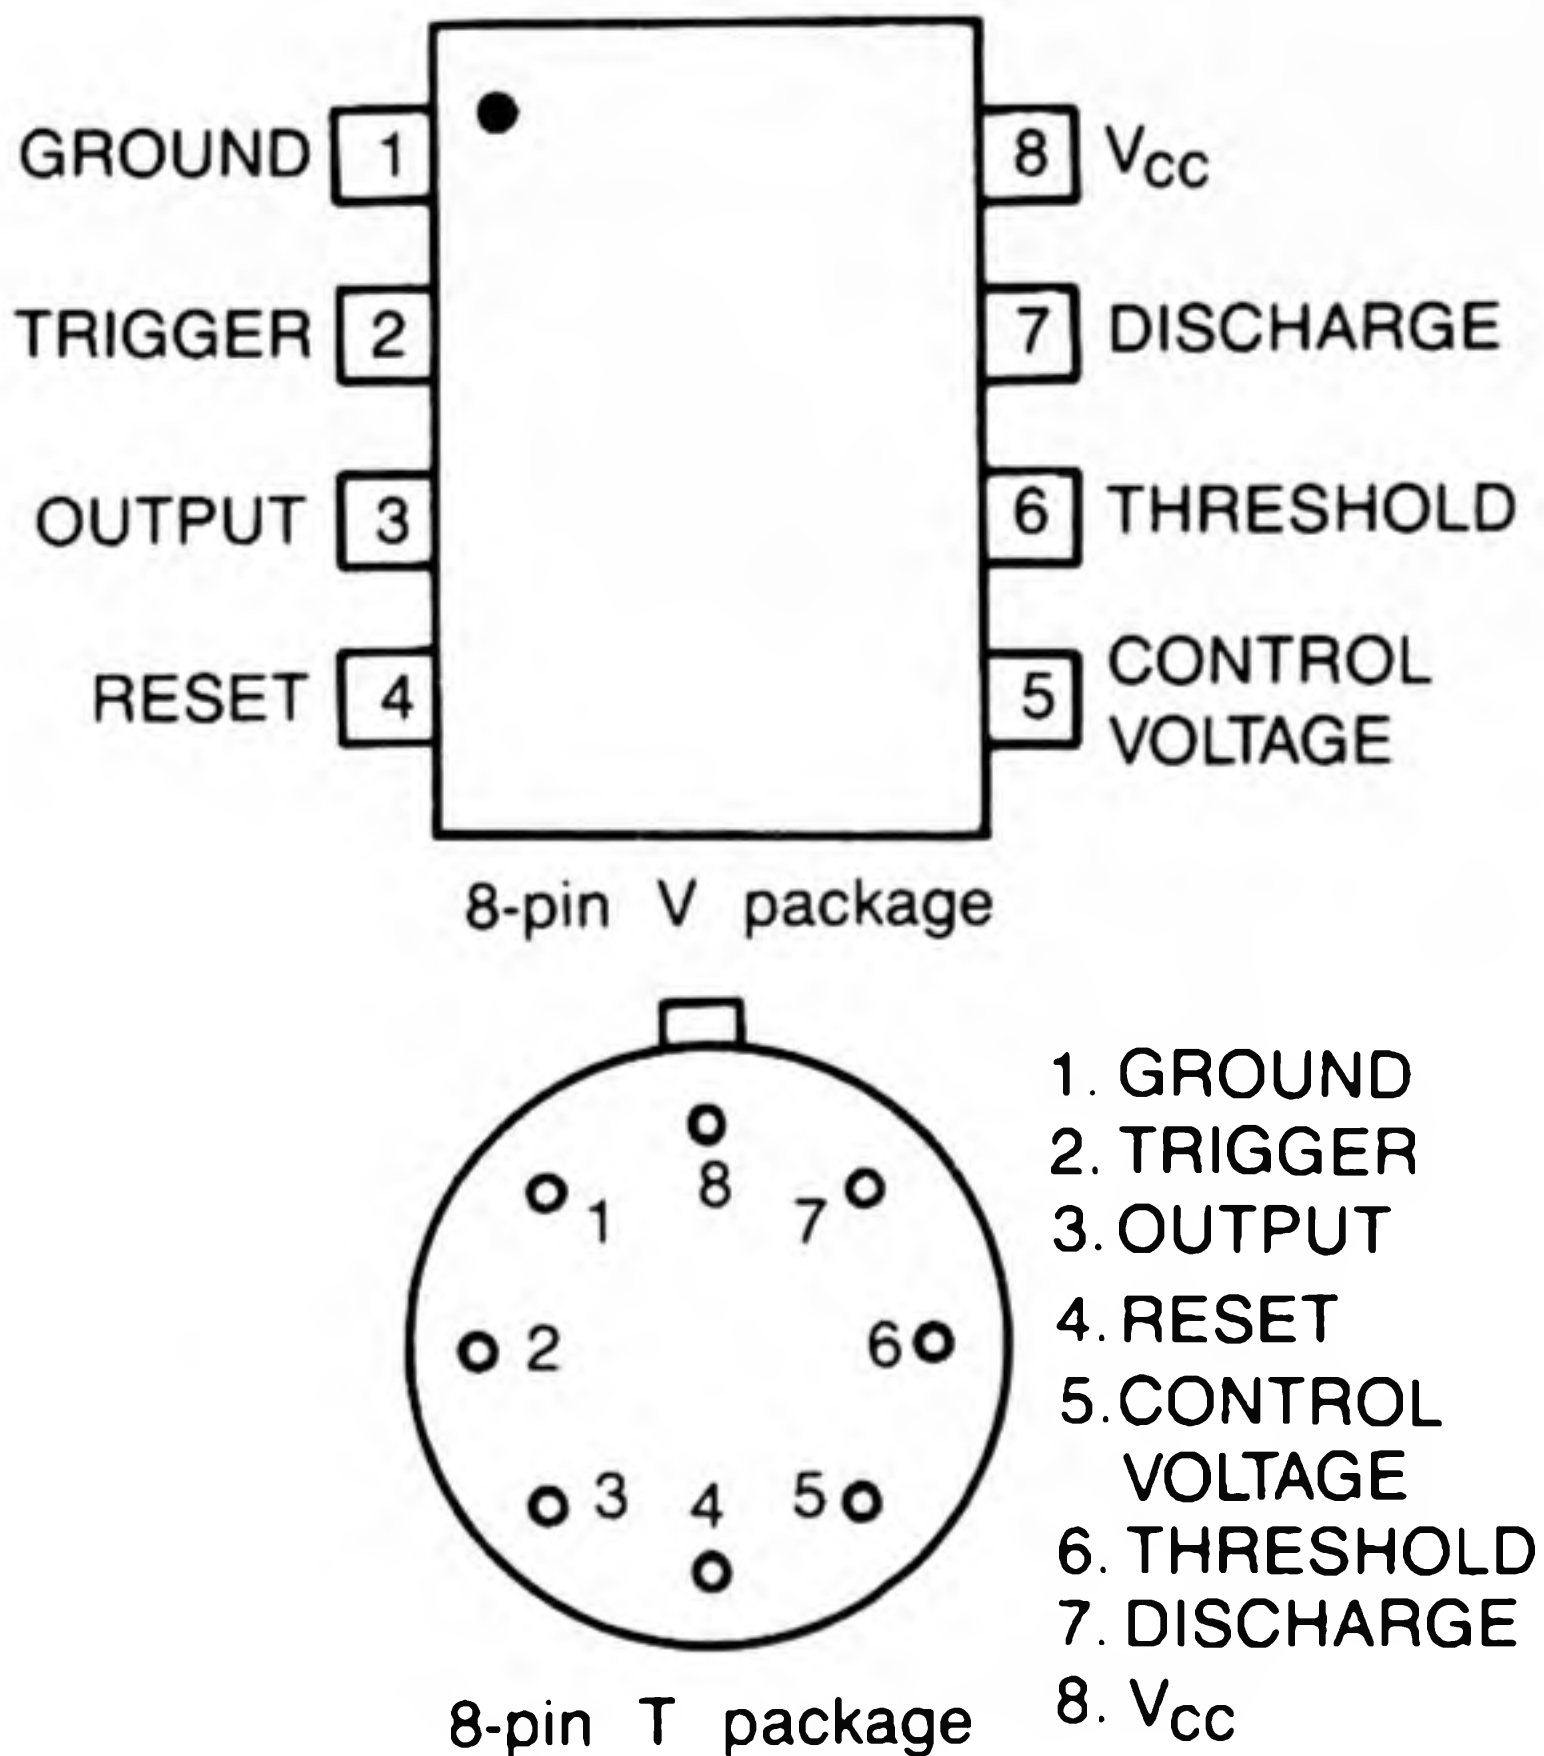 GROUND 1 8 VCC
TRIGGER 2 7 DISCHARGE
OUTPUT 3 6 THRESHOLD
RESET 4 5 CONTROL
VOLTAGE
8-pin V package
8
1 7
2 6
3 4 5
8-pin T package
1. GROUND
2. TRIGGER
3. OUTPUT
4. RESET
5. CONTROL
VOLTAGE
6. THRESHOLD
7. DISCHARGE
8. VCC